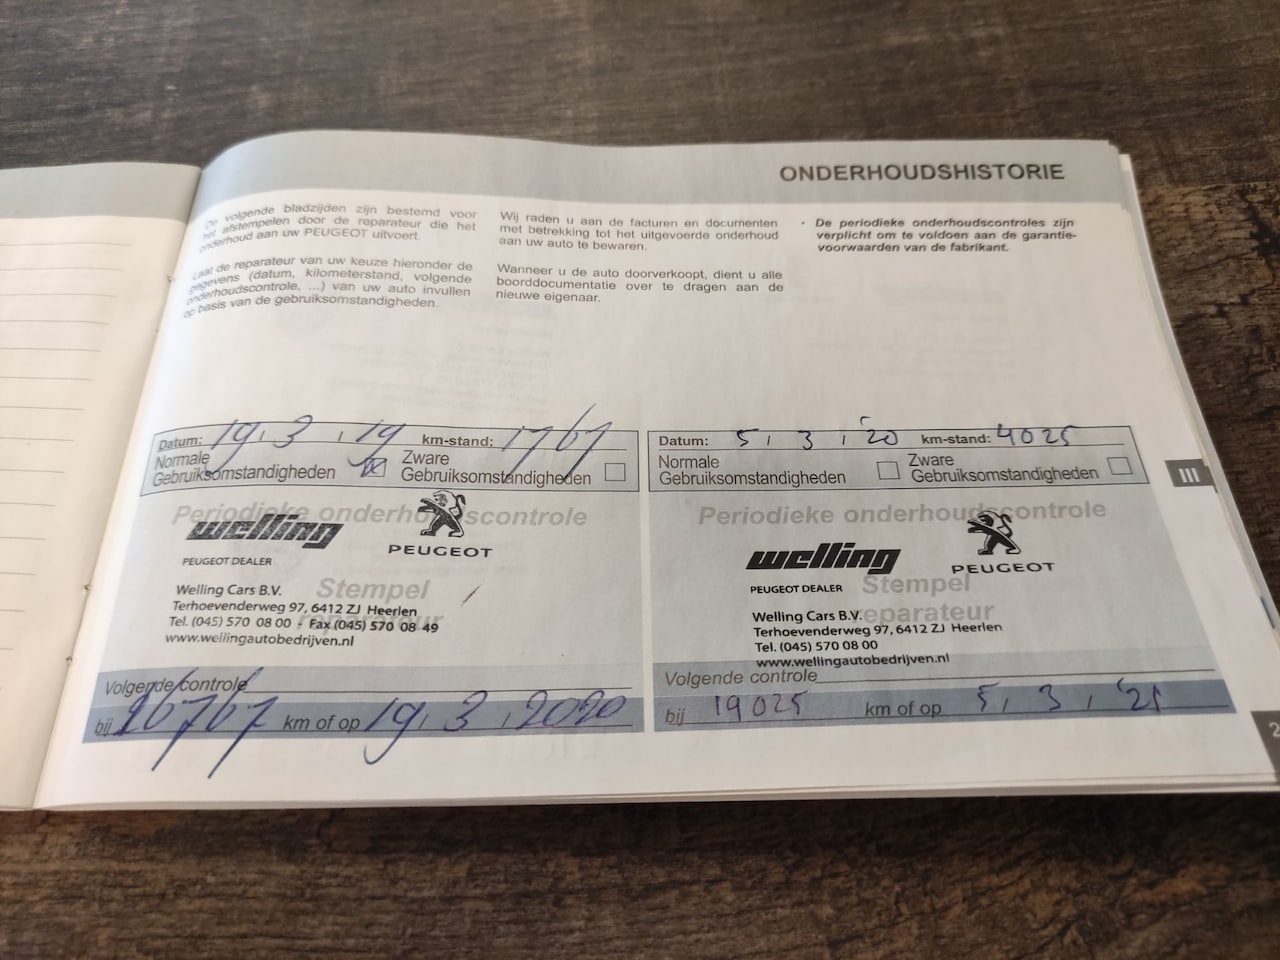 ONDERHOUDSHISTORIE
De volgende bladzijden zijn bestemd voor
het afstempelen door de reparateur die het
onderhoud aan uw PEUGEOT uitvoert.
Laat de reparateur van uw keuze hieronder de
gegevens (datum, kilometerstand, volgende
onderhoudscontrole, ...) van uw auto invullen
op basis van de gebruiksomstandigheden.
Wij raden u aan de facturen en documenten
met betrekking tot het uitgevoerde onderhoud
aan uw auto te bewaren.
Wanneer u de auto doorverkoopt, dient u alle
boorddocumentatie over te dragen aan de
nieuwe eigenaar.
• De periodieke onderhoudscontroles zijn
verplicht om te voldoen aan de garantie-
voorwaarden van de fabrikant.
Datum: 19, 3, 19 km-stand: 1767
Normale
Gebruiksomstandigheden
Zware
Gebruiksomstandigheden
Periodieke onderhoudscontrole
welling
PEUGEOT DEALER
PEUGEOT
Stempel
reparateur
Welling Cars B.V.
Terhoevenderweg 97, 6412 ZJ Heerlen
Tel. (045) 570 08 00 - Fax (045) 570 08 49
www.wellingautobedrijven.nl
Volgende controle
bij 16767 km of op 19, 3, 2020
Datum: 5, 3, '20 km-stand: 4025
Normale
Gebruiksomstandigheden
Zware
Gebruiksomstandigheden
Periodieke onderhoudscontrole
welling
PEUGEOT DEALER
PEUGEOT
Stempel
reparateur
Welling Cars B.V.
Terhoevenderweg 97, 6412 ZJ Heerlen
Tel. (045) 570 08 00
www.wellingautobedrijven.nl
Volgende controle
bij 19025 km of op 5, 3, '21
III
2